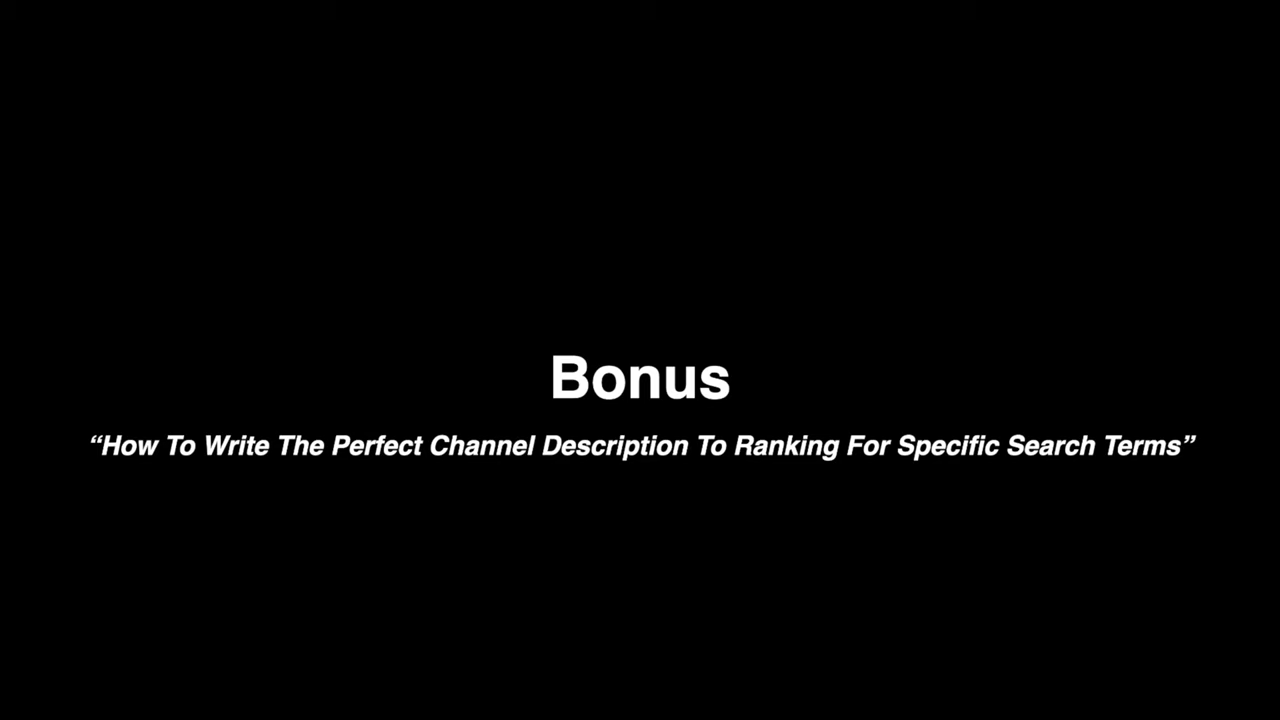 Bonus
“How To Write The Perfect Channel Description To Ranking For Specific Search Terms”